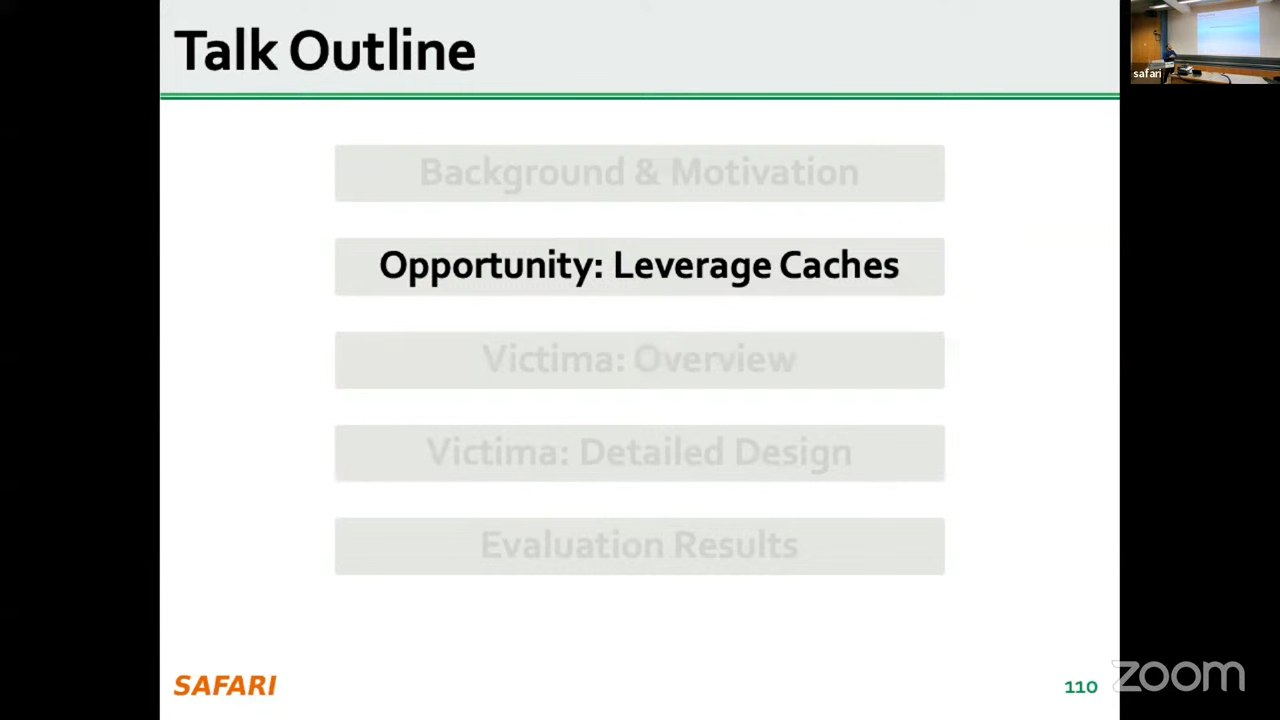 Talk Outline
safari
Background & Motivation
Opportunity: Leverage Caches
Victima: Overview
Victima: Detailed Design
Evaluation Results
SAFARI
110
zoom